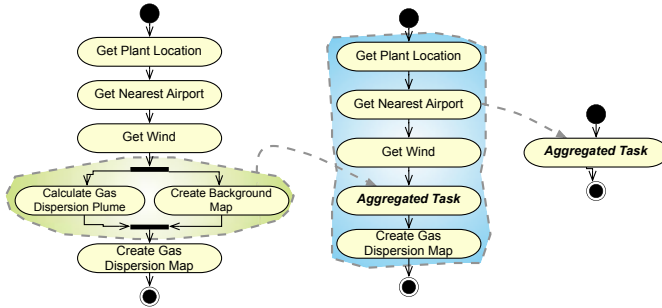 Get Plant Location
Get Nearest Airport
Get Wind
Calculate Gas
Dispersion Plume
Create Background
Map
Create Gas
Dispersion Map
Get Plant Location
Get Nearest Airport
Get Wind
Aggregated Task
Create Gas
Dispersion Map
Aggregated Task